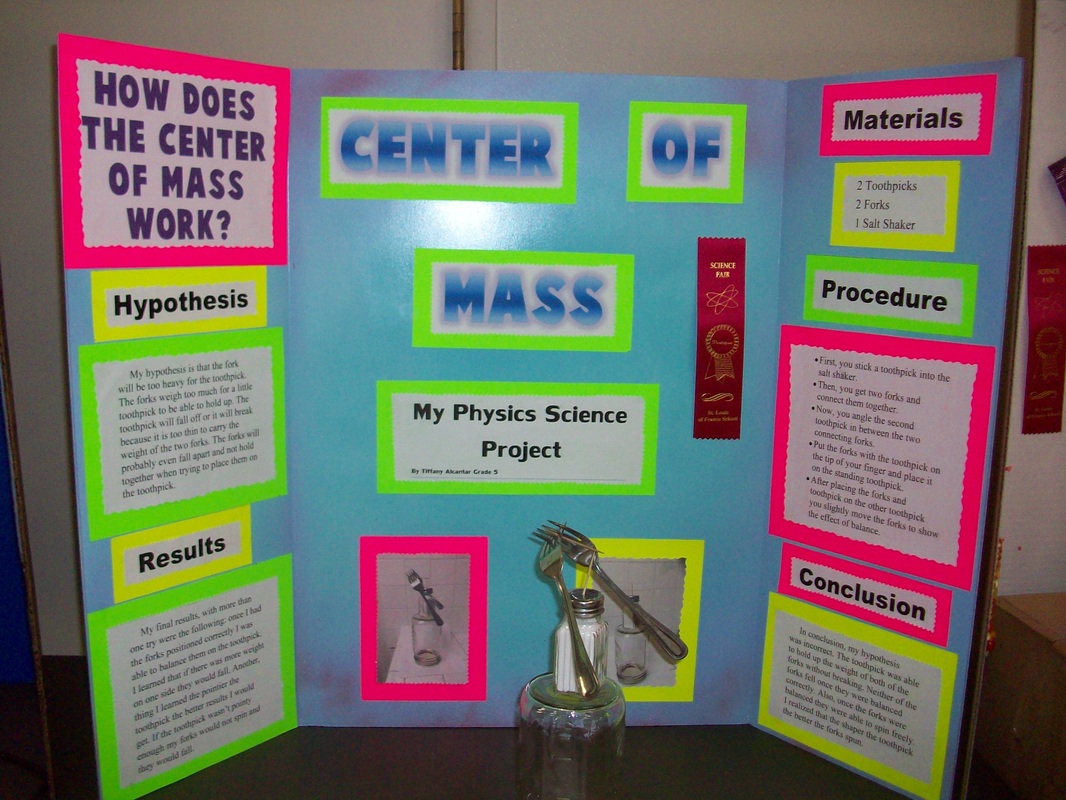 HOW DOES
THE CENTER
OF MASS
WORK?
Hypothesis
My hypothesis is that the fork
will be too heavy for the toothpick.
The forks weigh too much for a little
toothpick to be able to hold up. The
toothpick will fall off or it will break
because it is too thin to carry the
weight of the two forks. The forks will
probably even fall apart and not hold
together when trying to place them on
the toothpick.
Results
My final results, with more than
one try were the following: once I had
the forks positioned correctly I was
able to balance them on the toothpick.
I learned that if there was more weight
on one side they would fall. Another,
thing I learned the pointier the
toothpick the better results I would
get. If the toothpick wasn't pointy
enough my forks would not spin and
they would fall.
CENTER OF
MASS
My Physics Science
Project
By Tiffany Alcantar Grade 5
SCIENCE
FAIR
Participant
St. Louis
of France School
Materials
2 Toothpicks
2 Forks
1 Salt Shaker
Procedure
•First, you stick a toothpick into the
salt shaker.
•Then, you get two forks and
connect them together.
•Now, you angle the second
toothpick in between the two
connecting forks.
•Put the forks with the toothpick on
the tip of your finger and place it
on the standing toothpick.
•After placing the forks and
toothpick on the other toothpick
you slightly move the forks to show
the effect of balance.
Conclusion
In conclusion, my hypothesis
was incorrect. The toothpick was able
to hold up the weight of both of the
forks without breaking. Neither of the
forks fell once they were balanced
correctly. Also, once the forks were
balanced they were able to spin freely.
I realized that the shaper the toothpick
the better the forks spin.
SCIENCE
FAIR
St. Louis
of France School